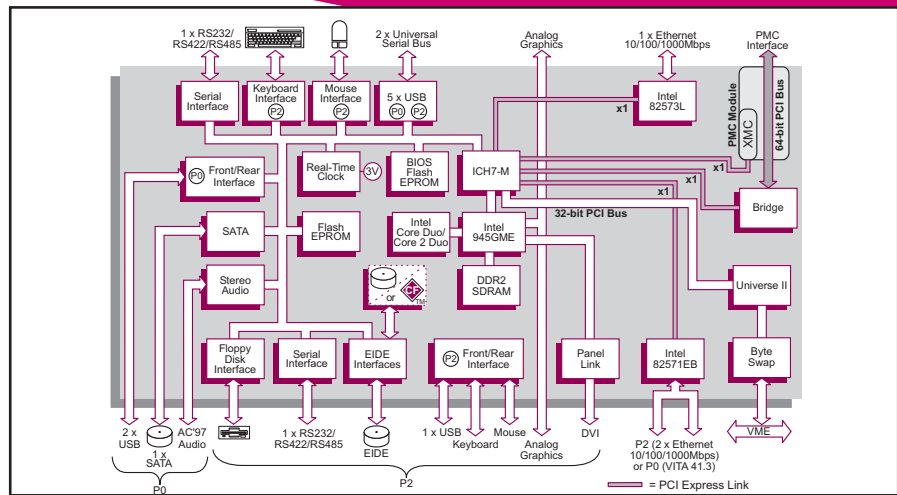 1 x RS232/
RS422/RS485
2 x Universal
Serial Bus
Analog
Graphics
1 x Ethernet
10/100/1000Mbps
PMC
Interface
Serial
Interface
Keyboard
Interface
P2
Mouse
Interface
P2
5 x USB
P0 P2
Intel
82573L
x1
PMC Module
XMC
64-bit PCI Bus
P0
Front/Rear
Interface
Real-Time
Clock
3V
BIOS
Flash
EPROM
ICH7-M
x1
x1
x1
Bridge
32-bit PCI Bus
SATA
Flash
EPROM
Intel
Core Duo/
Core 2 Duo
Intel
945GME
Stereo
Audio
or
CF
TM
DDR2
SDRAM
Universe II
Floppy
Disk
Interface
Serial
Interface
EIDE
Interfaces
P2
Front/Rear
Interface
Panel
Link
Intel
82571EB
Byte
Swap
2 x
USB
1 x
SATA
AC'97
Audio
P0
1 x RS232/
RS422/RS485
EIDE
1 x USB
Keyboard
Mouse
Analog
Graphics
DVI
P2
P2 (2 x Ethernet
10/100/1000Mbps)
or P0 (VITA 41.3)
VME
= PCI Express Link